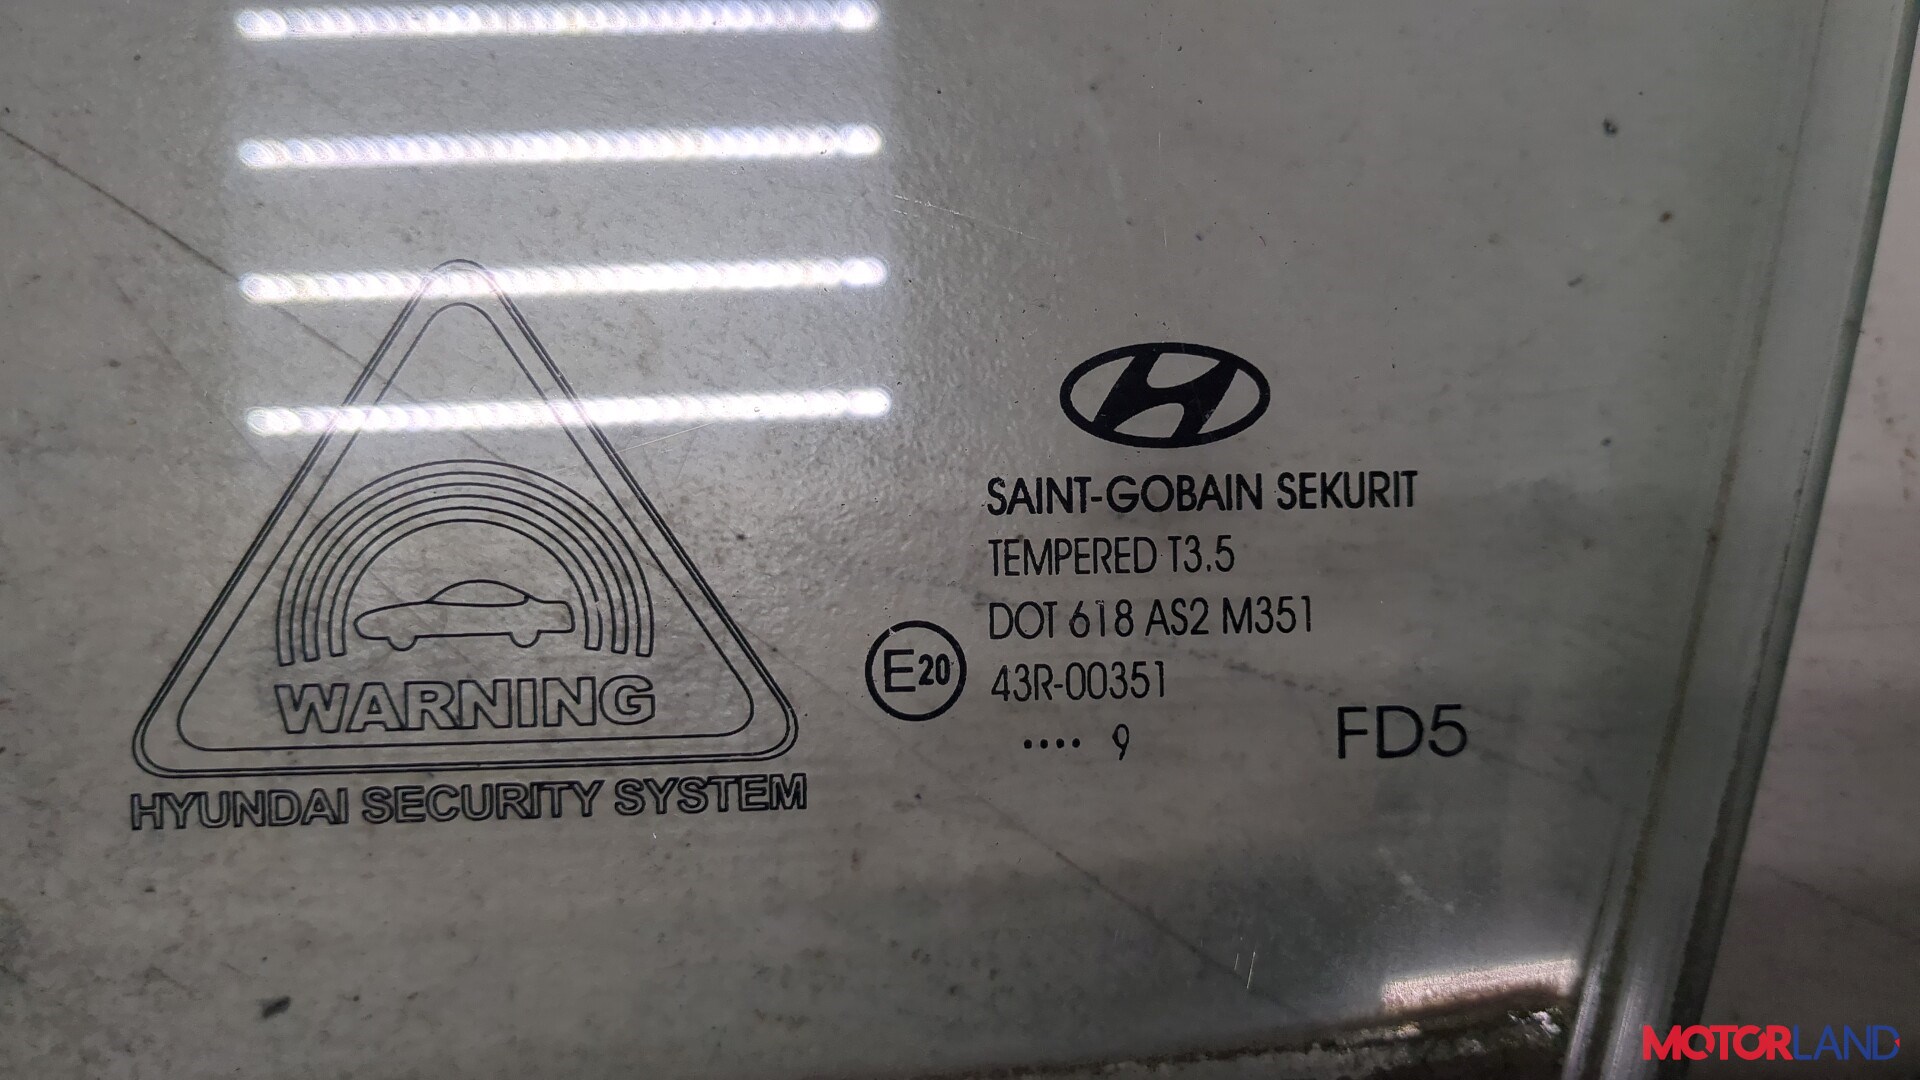 WARNING
HYUNDAI SECURITY SYSTEM
SAINT-GOBAIN SEKURIT
TEMPERED T3.5
DOT 618 AS2 M351
E20 43R-00351
.... 9
FD5
MOTORLAND